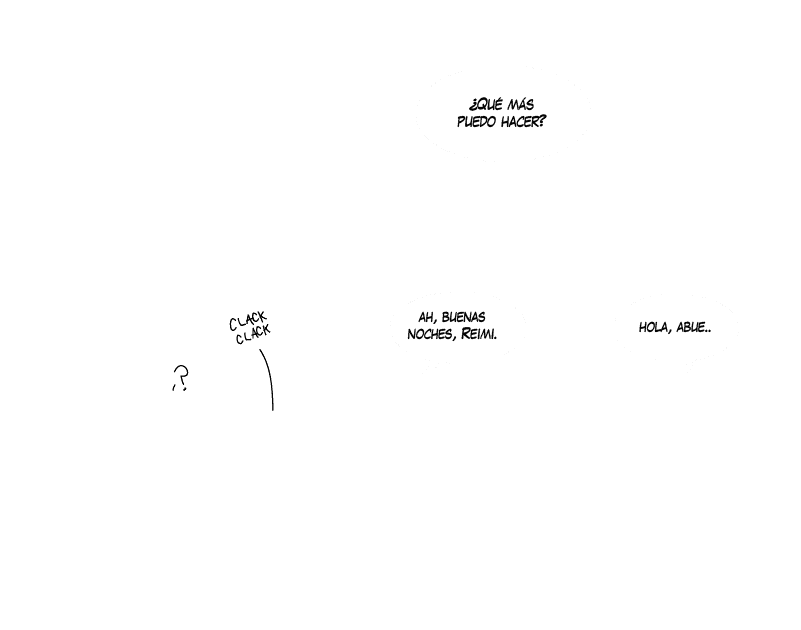 ¿QUÉ MÁS
PUEDO HACER?
CLACK
CLACK
?
AH, BUENAS
NOCHES, REIMI.
HOLA, ABUE..